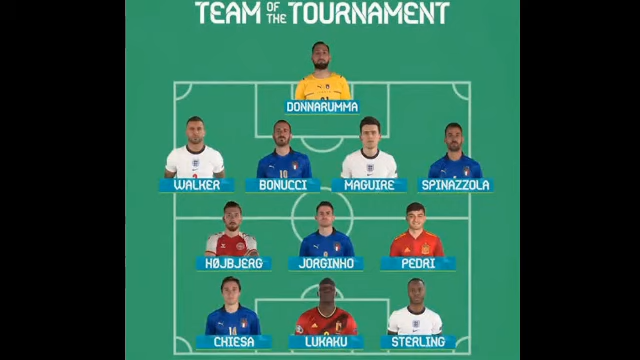 TEAM OF THE TOURNAMENT
DONNARUMMA
WALKER BONUCCI MAGUIRE SPINAZZOLA
HØJBJERG JORGINHO PEDRI
CHIESA LUKAKU STERLING